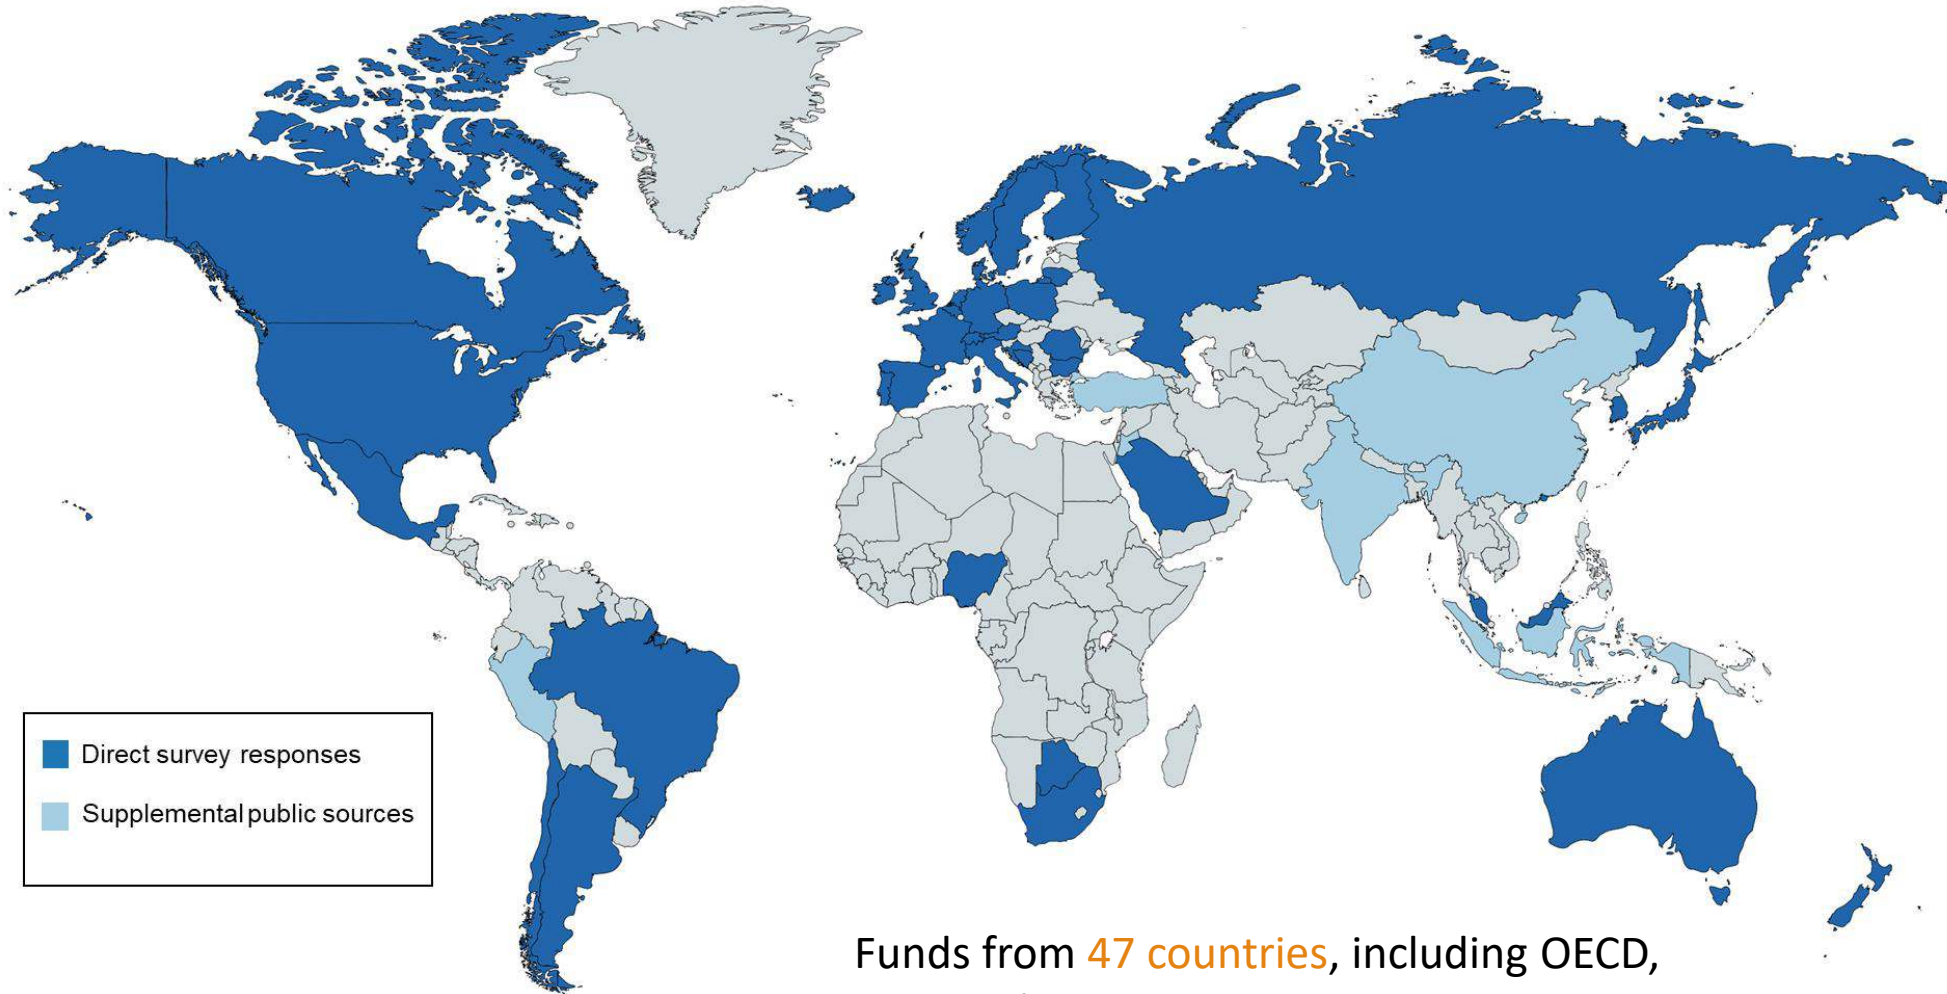 Direct survey responses
Supplemental public sources
Funds from 47 countries, including OECD,